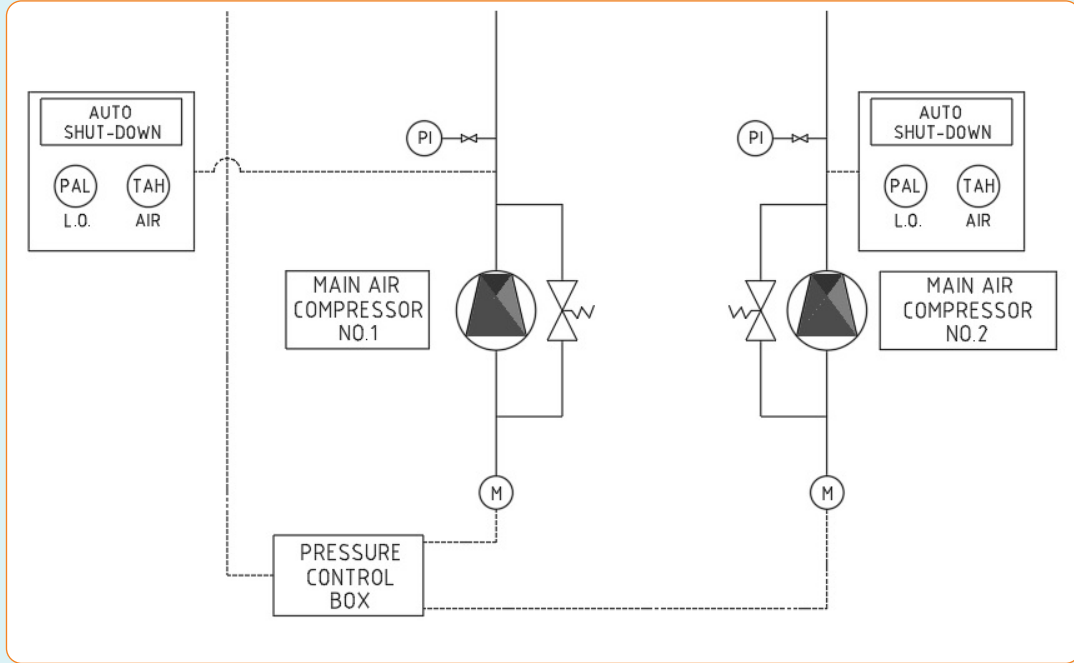 AUTO
SHUT-DOWN
PAL
TAH
L.O.
AIR
PI
PI
AUTO
SHUT-DOWN
PAL
TAH
L.O.
AIR
MAIN AIR
COMPRESSOR
NO.1
MAIN AIR
COMPRESSOR
NO.2
M
M
PRESSURE
CONTROL
BOX